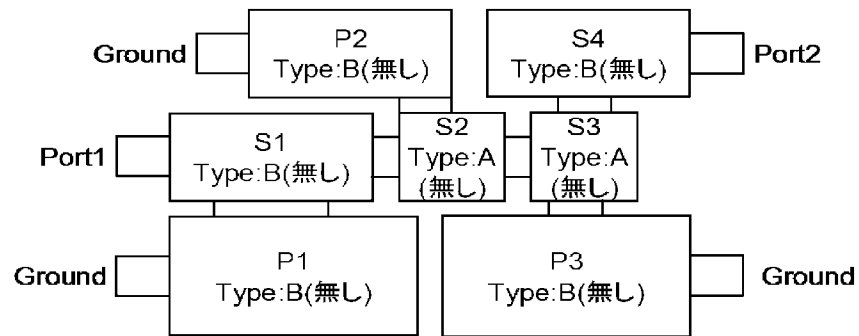 Ground
P2
Type:B(無し)
S4
Type:B(無し)
Port2
Port1
S1
Type:B(無し)
S2
Type:A
(無し)
S3
Type:A
(無し)
Ground
P1
Type:B(無し)
P3
Type:B(無し)
Ground